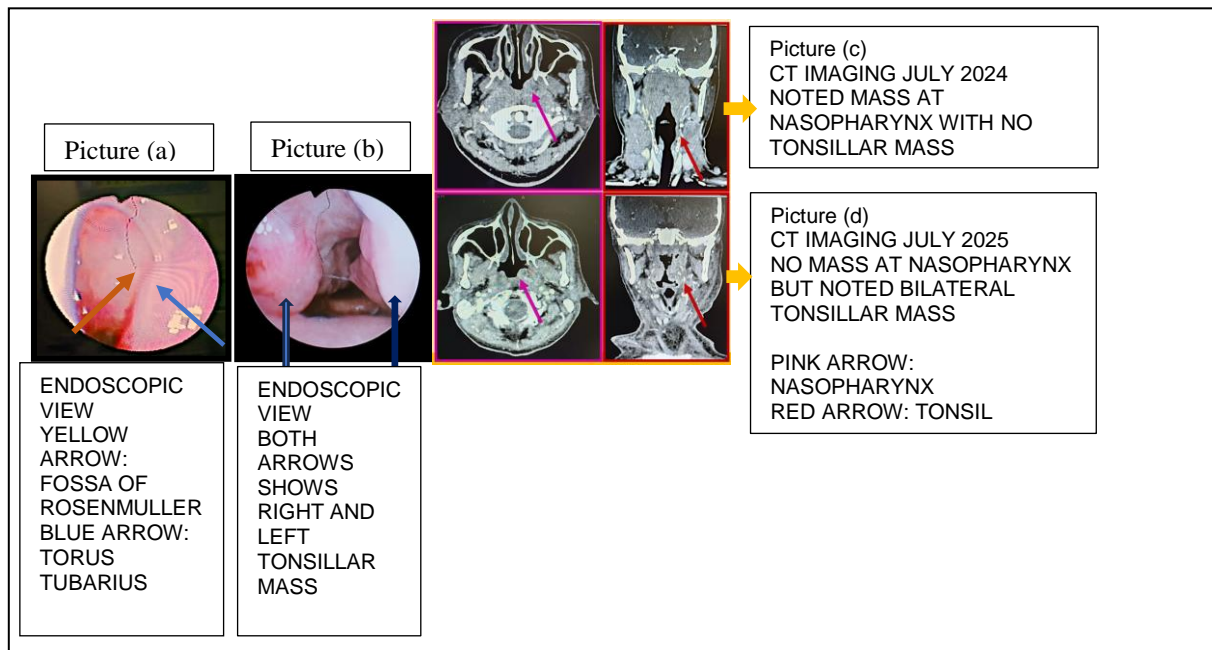 Picture (a)
Picture (b)
ENDOSCOPIC
VIEW
YELLOW
ARROW:
FOSSA OF
ROSENMULLER
BLUE ARROW:
TORUS
TUBARIUS
ENDOSCOPIC
VIEW
BOTH
ARROWS
SHOWS
RIGHT AND
LEFT
TONSILLAR
MASS
Picture (c)
CT IMAGING JULY 2024
NOTED MASS AT
NASOPHARYNX WITH NO
TONSILLAR MASS
Picture (d)
CT IMAGING JULY 2025
NO MASS AT NASOPHARYNX
BUT NOTED BILATERAL
TONSILLAR MASS
PINK ARROW:
NASOPHARYNX
RED ARROW: TONSIL